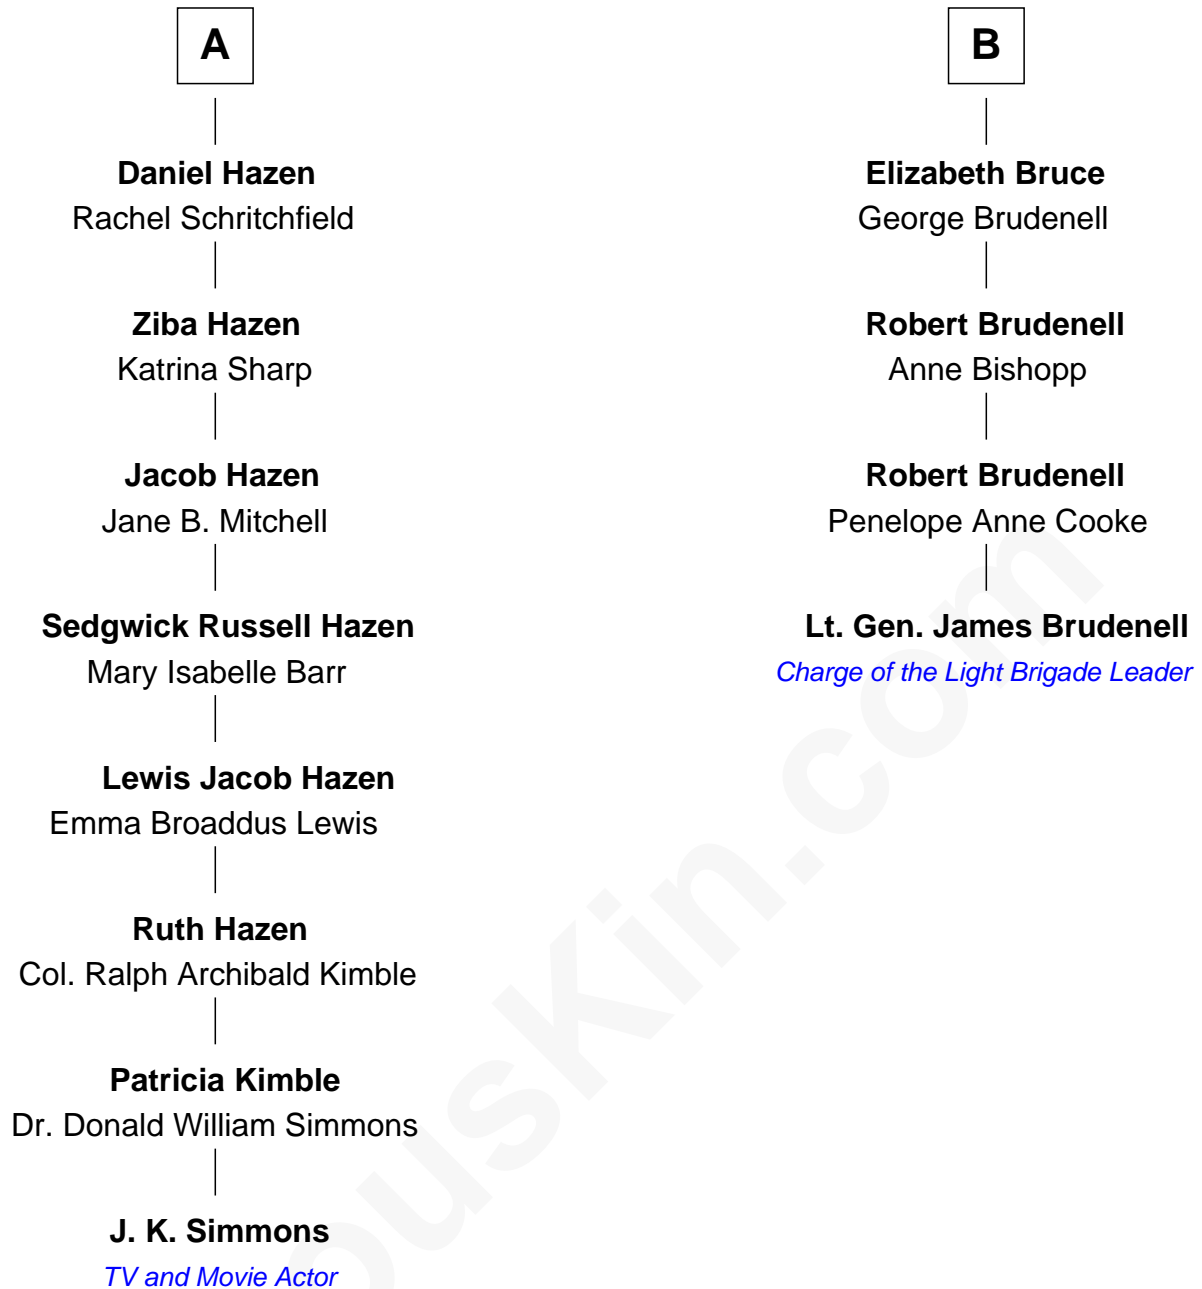 A
Daniel Hazen
Rachel Schritchfield
Ziba Hazen
Katrina Sharp
Jacob Hazen
Jane B. Mitchell
Sedgwick Russell Hazen
Mary Isabelle Barr
Lewis Jacob Hazen
Emma Broaddus Lewis
Ruth Hazen
Col. Ralph Archibald Kimble
Patricia Kimble
Dr. Donald William Simmons
J. K. Simmons
TV and Movie Actor
B
Elizabeth Bruce
George Brudenell
Robert Brudenell
Anne Bishopp
Robert Brudenell
Penelope Anne Cooke
Lt. Gen. James Brudenell
Charge of the Light Brigade Leader
ousKin.com